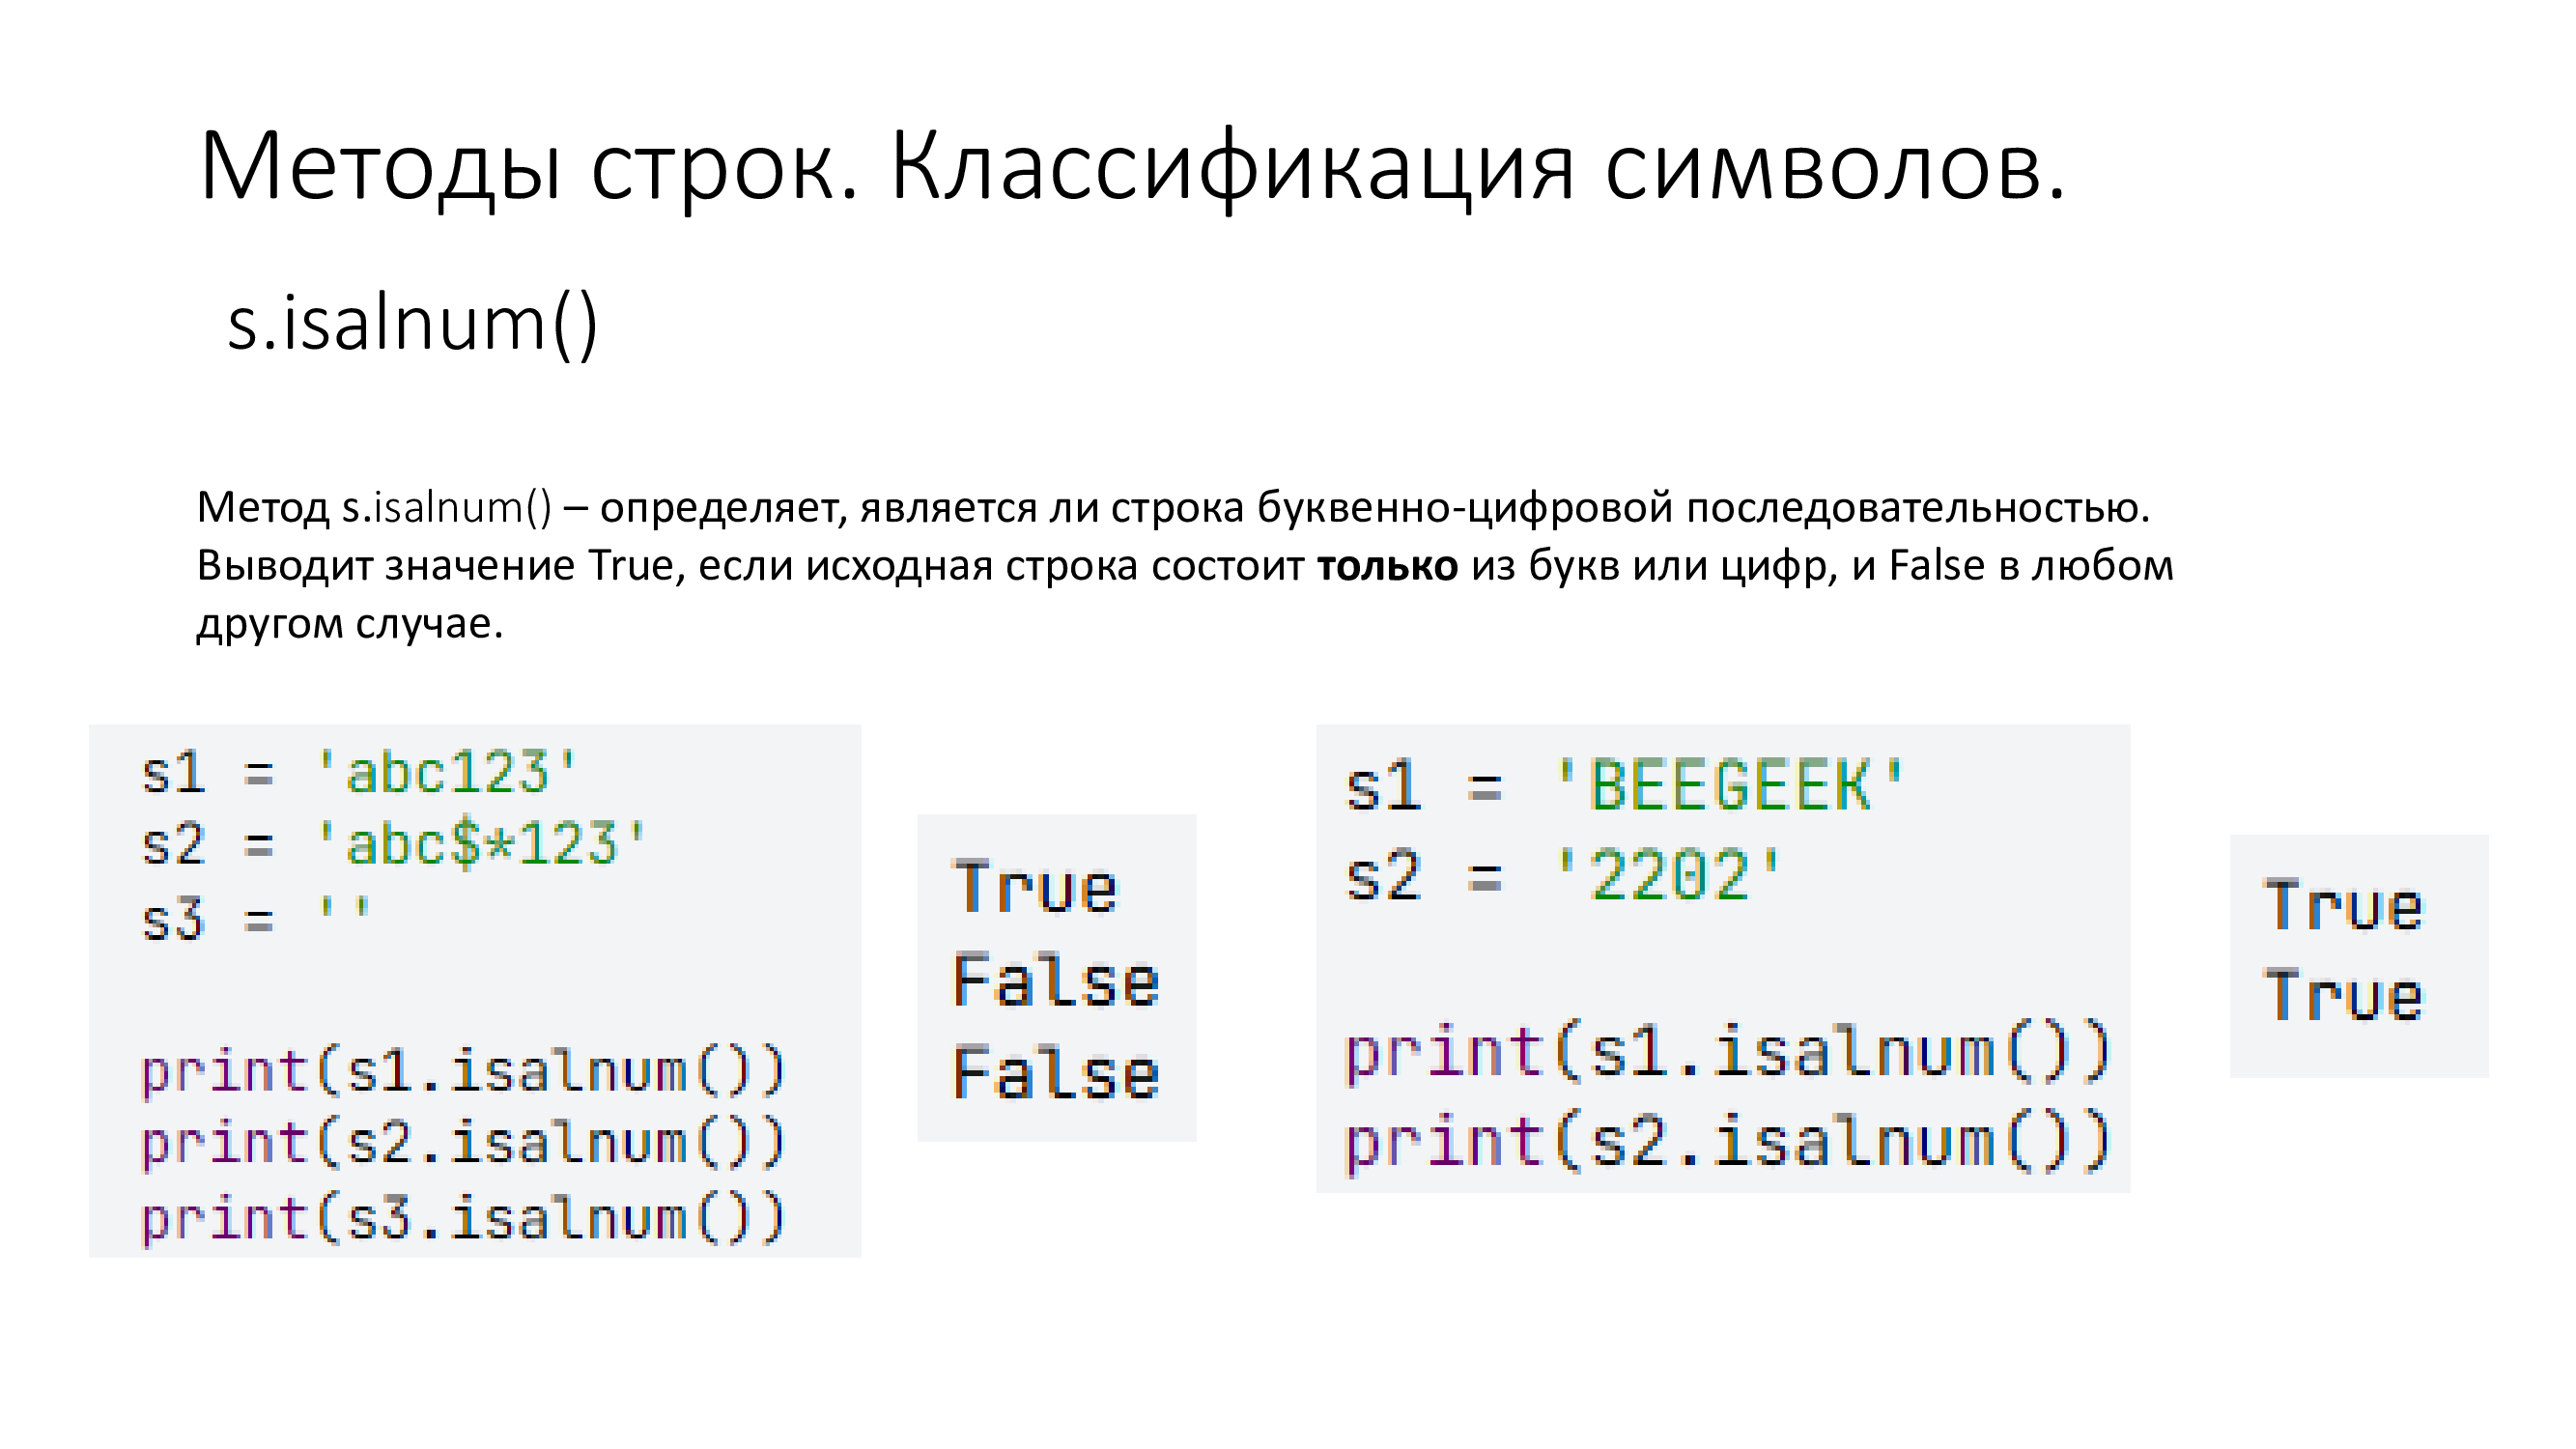 Методы строк. Классификация символов.
s.isalnum()
Метод s.isalnum() – определяет, является ли строка буквенно-цифровой последовательностью.
Выводит значение True, если исходная строка состоит только из букв или цифр, и False в любом
другом случае.
s1 = 'abc123'
s2 = 'abc$*123'
s3 = ''
print(s1.isalnum())
print(s2.isalnum())
print(s3.isalnum())
True
False
False
s1 = 'BEEGEEK'
s2 = '2202'
print(s1.isalnum())
print(s2.isalnum())
True
True